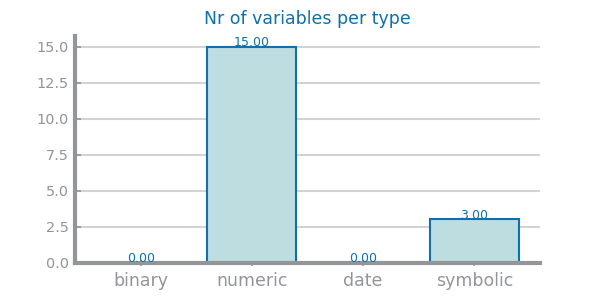 Nr of variables per type
15.0
12.5
10.0
7.5
5.0
2.5
0.0
0.00
15.00
0.00
3.00
binary
numeric
date
symbolic